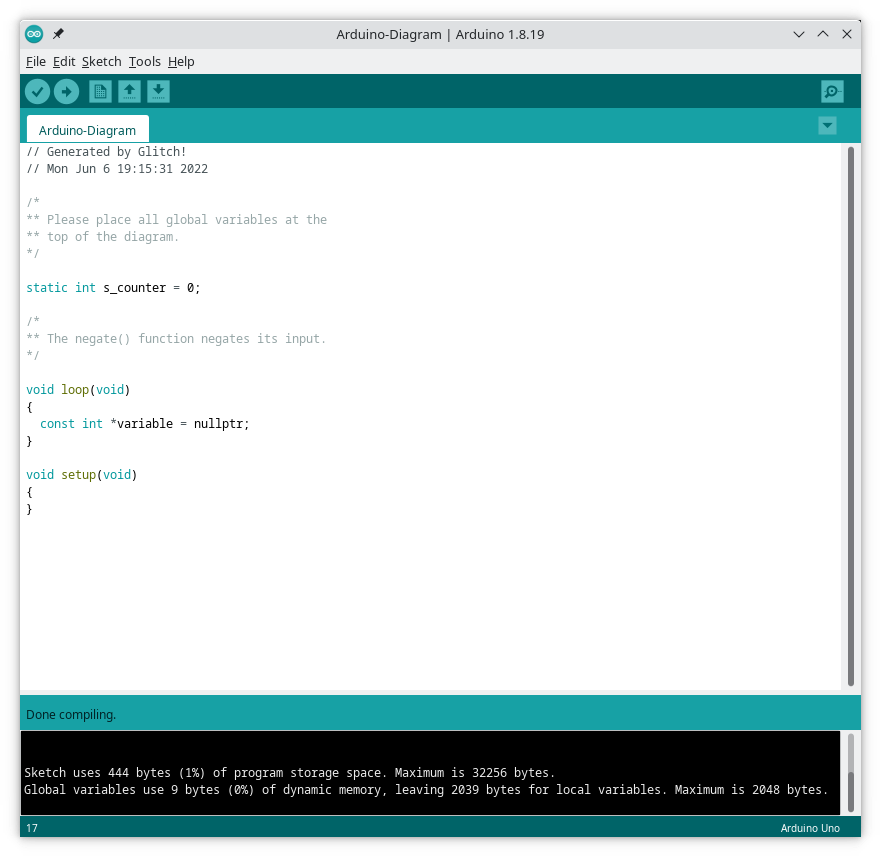 Arduino-Diagram | Arduino 1.8.19
File Edit Sketch Tools Help
Arduino-Diagram
// Generated by Glitch!
// Mon Jun 6 19:15:31 2022
/*
** Please place all global variables at the
** top of the diagram.
*/
static int s_counter = 0;
/*
** The negate() function negates its input.
*/
void loop(void)
{
  const int *variable = nullptr;
}
void setup(void)
{
}
Done compiling.
Sketch uses 444 bytes (1%) of program storage space. Maximum is 32256 bytes.
Global variables use 9 bytes (0%) of dynamic memory, leaving 2039 bytes for local variables. Maximum is 2048 bytes.
17 Arduino Uno